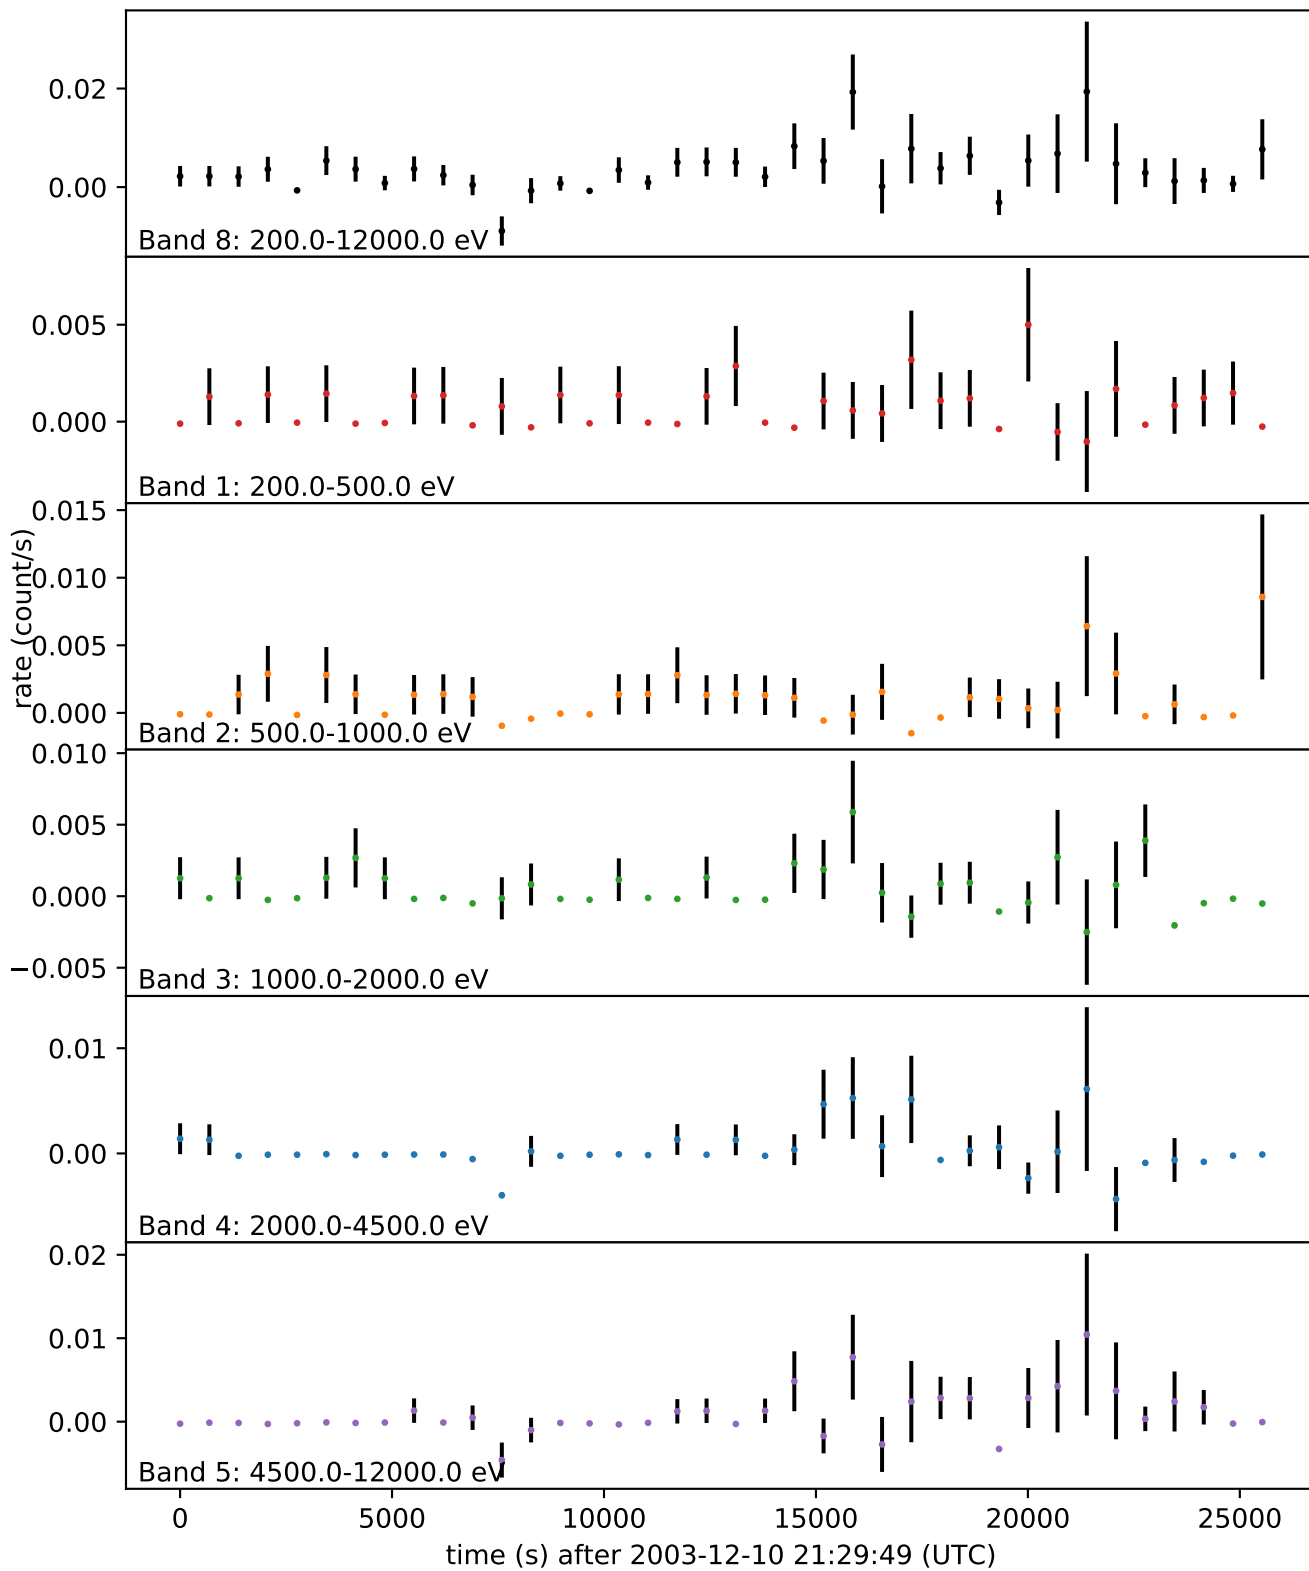 0.02
0.00
Band 8: 200.0-12000.0 eV
0.005
0.000
Band 1: 200.0-500.0 eV
rate (count/s)
0.015
0.010
0.005
0.000
Band 2: 500.0-1000.0 eV
0.010
0.005
0.000
−0.005
Band 3: 1000.0-2000.0 eV
0.01
0.00
Band 4: 2000.0-4500.0 eV
0.02
0.01
0.00
Band 5: 4500.0-12000.0 eV
0 5000 10000 15000 20000 25000
time (s) after 2003-12-10 21:29:49 (UTC)